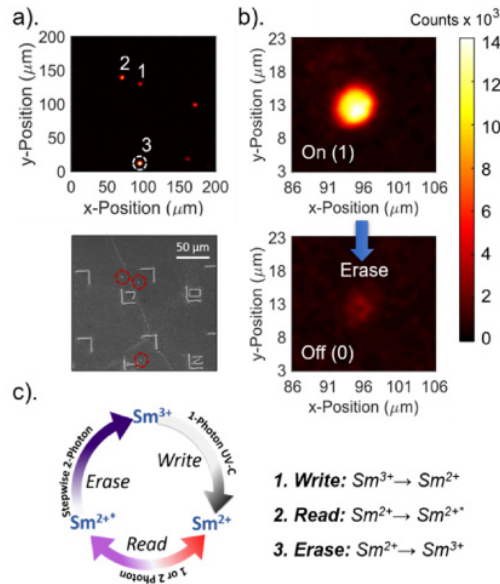 a).
200
150
100
50
0
y-Position (μm)
0 50 100 150 200
x-Position (μm)
2 1
3
50 μm
b).
Counts x 10³
23
18
13
8
3
y-Position (μm)
On (1)
86 91 96 101 106
x-Position (μm)
Erase
23
18
13
8
3
y-Position (μm)
Off (0)
86 91 96 101 106
x-Position (μm)
14
12
10
8
6
4
2
0
c).
Sm³⁺
Stepwise 2-Photon
1-Photon UV-C
Erase
Write
Sm²⁺*
Sm²⁺
Read
1 or 2 Photon
1. Write: Sm³⁺→ Sm²⁺
2. Read: Sm²⁺→ Sm²⁺*
3. Erase: Sm²⁺→ Sm³⁺